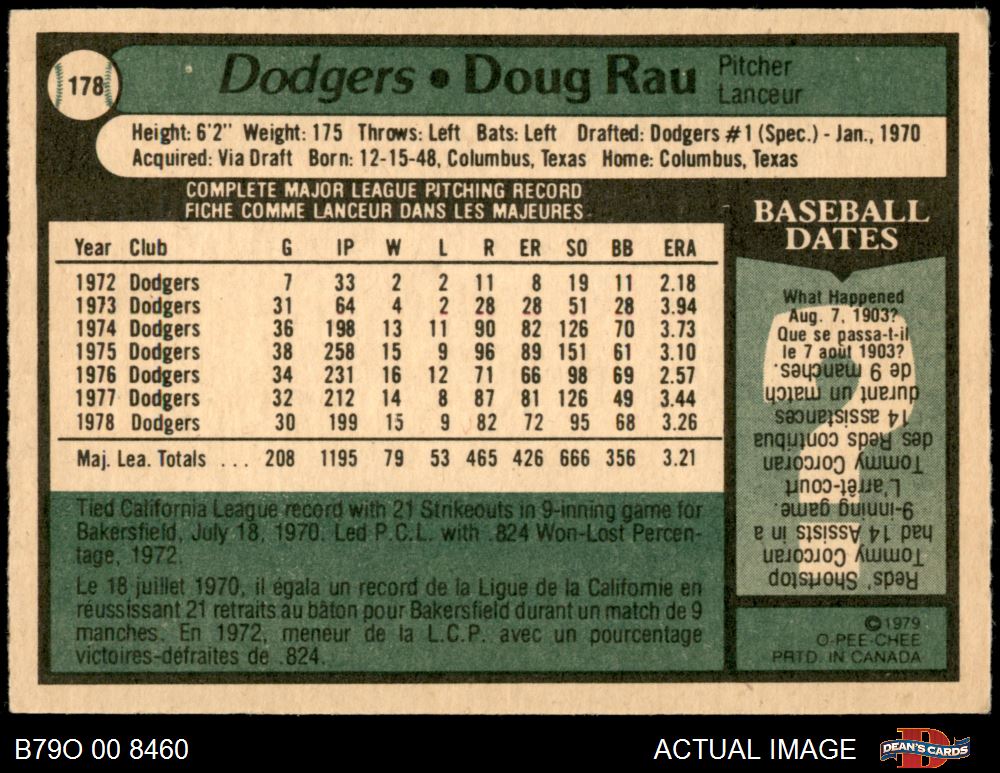 178
Dodgers • Doug Rau
Pitcher
Lanceur
Height: 6'2" Weight: 175 Throws: Left Bats: Left Drafted: Dodgers #1 (Spec.) - Jan., 1970
Acquired: Via Draft Born: 12-15-48, Columbus, Texas Home: Columbus, Texas
COMPLETE MAJOR LEAGUE PITCHING RECORD
FICHE COMME LANCEUR DANS LES MAJEURES
Year Club G IP W L R ER SO BB ERA
1972 Dodgers 7 33 2 2 11 8 19 11 2.18
1973 Dodgers 31 64 4 2 28 28 51 28 3.94
1974 Dodgers 36 198 13 11 90 82 126 70 3.73
1975 Dodgers 38 258 15 9 96 89 151 61 3.10
1976 Dodgers 34 231 16 12 71 66 98 69 2.57
1977 Dodgers 32 212 14 8 87 81 126 49 3.44
1978 Dodgers 30 199 15 9 82 72 95 68 3.26
Maj. Lea. Totals ... 208 1195 79 53 465 426 666 356 3.21
Tied California League record with 21 Strikeouts in 9-inning game for
Bakersfield, July 18, 1970. Led P.C.L. with .824 Won-Lost Percen-
tage, 1972.
Le 18 juillet 1970, il égala un record de la Ligue de la Californie en
réussissant 21 retraits au bâton pour Bakersfield durant un match de 9
manches. En 1972, meneur de la L.C.P. avec un pourcentage
victoires-défraites de .824.
BASEBALL
DATES
What Happened
Aug. 7, 1903?
Que se passa-t-il
le 7 août 1903?
Reds' Shortstop
Tommy Corcoran
had 14 Assists in a
9-inning game.
L'arrêt-court
Tommy Corcoran
des Reds contribua
14 assistances
durant un match
de 9 manches.
©1979
O-PEE-CHEE
PRTD. IN CANADA
B79O 00 8460
ACTUAL IMAGE
DEAN'S CARDS